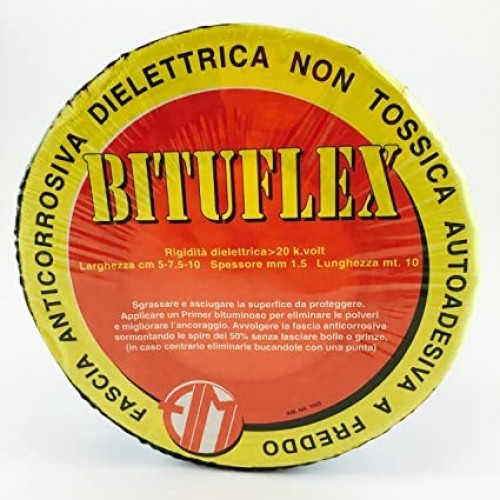 FASCIA ANTICORROSIVA DIELETTRICA NON TOSSICA AUTOADESIVA A FREDDO
BITUFLEX
Rigidità dielettrica>20 k.volt
Larghezza cm 5-7.5-10 Spessore mm 1.5 Lunghezza mt. 10
Sgrassare e asciugare la superfice da proteggere.
Applicare un Primer bituminoso per eliminare le polveri
e migliorare l'ancoraggio. Avvolgere la fascia anticorrosiva
sormontando le spire del 50% senza lasciare bolle o grinze,
(in caso contrario eliminarle bucandole con una punta)